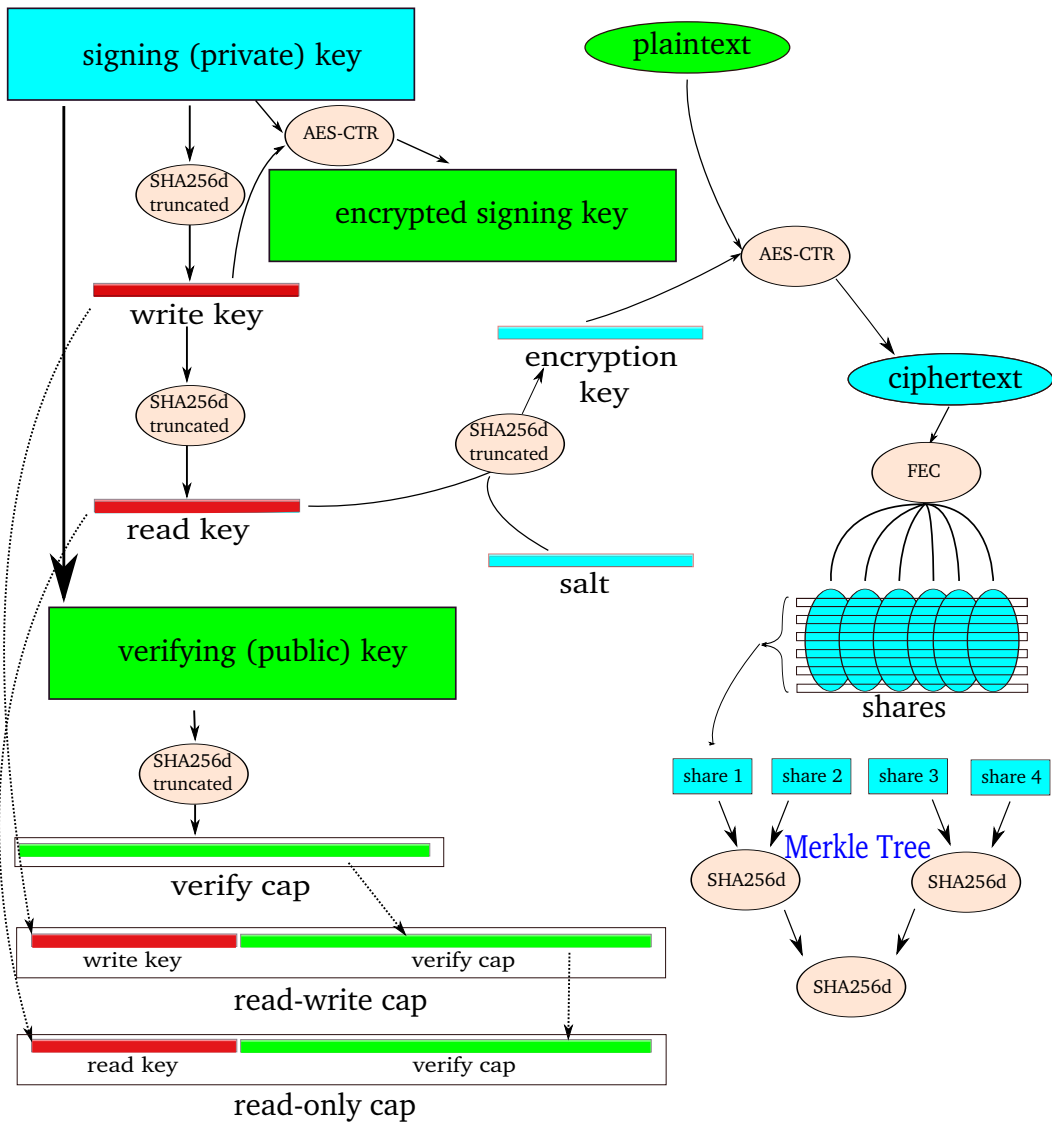 signing (private) key
plaintext
AES-CTR
SHA256d
truncated
encrypted signing key
AES-CTR
write key
encryption
key
ciphertext
SHA256d
truncated
SHA256d
truncated
FEC
read key
salt
verifying (public) key
shares
SHA256d
truncated
share 1
share 2
share 3
share 4
Merkle Tree
SHA256d
SHA256d
verify cap
write key
verify cap
SHA256d
read-write cap
read key
verify cap
read-only cap